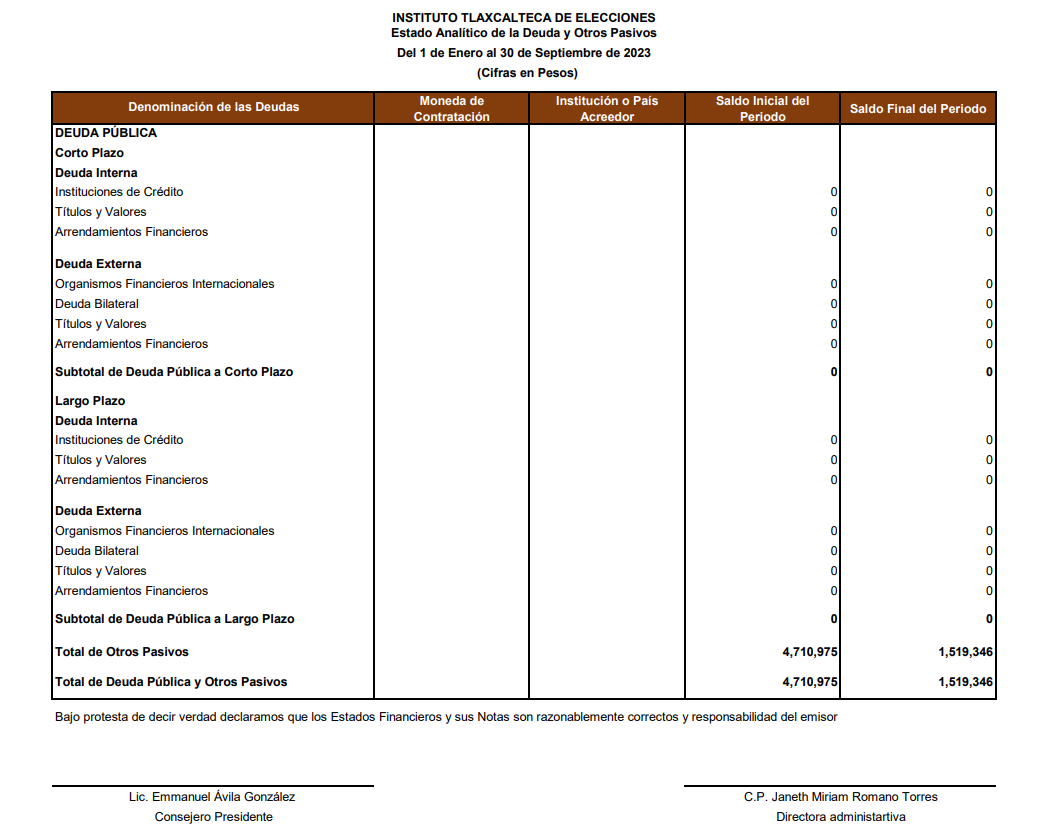 INSTITUTO TLAXCALTECA DE ELECCIONES
Estado Analítico de la Deuda y Otros Pasivos
Del 1 de Enero al 30 de Septiembre de 2023
(Cifras en Pesos)
Denominación de las Deudas Moneda de Contratación Institución o País Acreedor Saldo Inicial del Periodo Saldo Final del Periodo
DEUDA PÚBLICA
Corto Plazo
Deuda Interna
Instituciones de Crédito 0 0
Títulos y Valores 0 0
Arrendamientos Financieros 0 0
Deuda Externa
Organismos Financieros Internacionales 0 0
Deuda Bilateral 0 0
Títulos y Valores 0 0
Arrendamientos Financieros 0 0
Subtotal de Deuda Pública a Corto Plazo 0 0
Largo Plazo
Deuda Interna
Instituciones de Crédito 0 0
Títulos y Valores 0 0
Arrendamientos Financieros 0 0
Deuda Externa
Organismos Financieros Internacionales 0 0
Deuda Bilateral 0 0
Títulos y Valores 0 0
Arrendamientos Financieros 0 0
Subtotal de Deuda Pública a Largo Plazo 0 0
Total de Otros Pasivos 4,710,975 1,519,346
Total de Deuda Pública y Otros Pasivos 4,710,975 1,519,346
Bajo protesta de decir verdad declaramos que los Estados Financieros y sus Notas son razonablemente correctos y responsabilidad del emisor
Lic. Emmanuel Ávila González C.P. Janeth Miriam Romano Torres
Consejero Presidente Directora administartiva